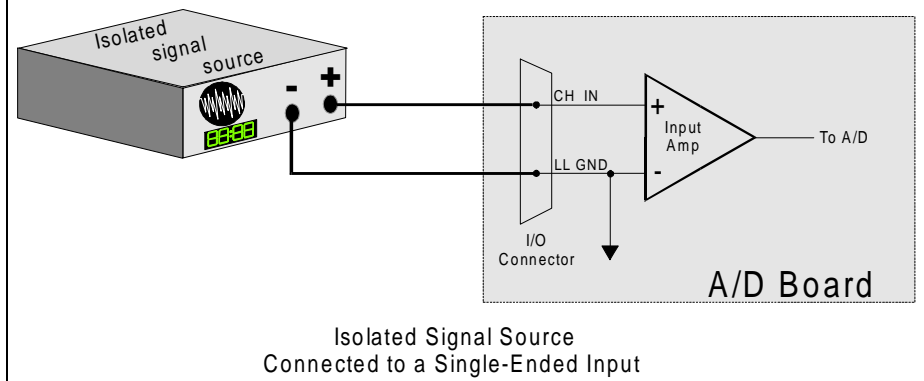 Isolated
signal
source
- +
88:88
CH IN
LL GND
+
Input
Amp
-
To A/D
I/O
Connector
A/D Board
Isolated Signal Source
Connected to a Single-Ended Input